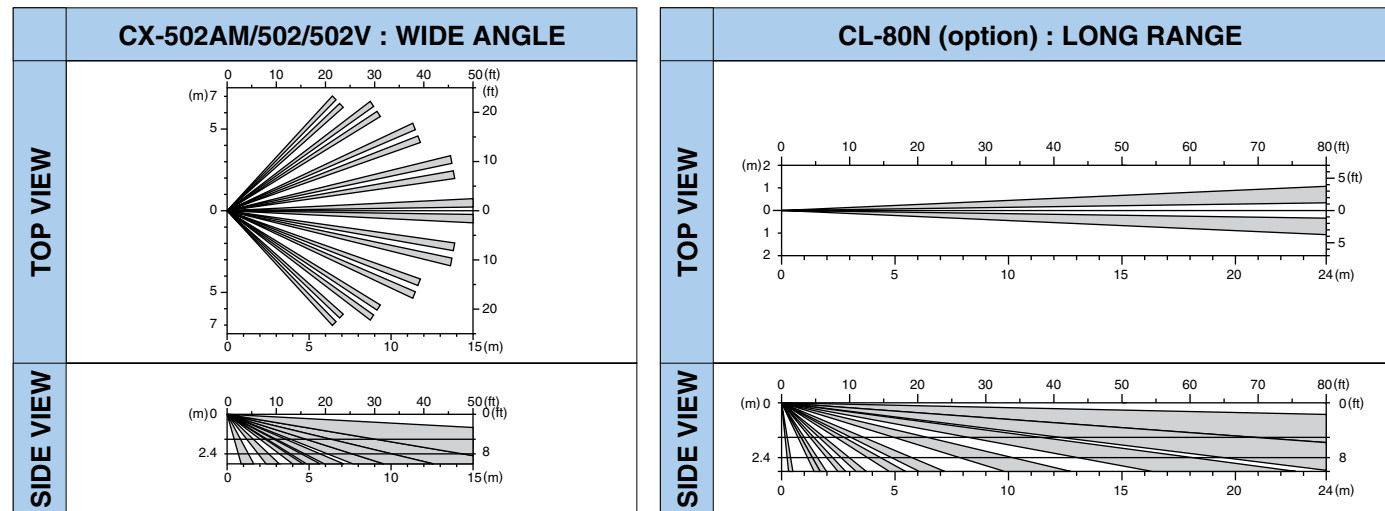 CX-502AM/502/502V : WIDE ANGLE
TOP VIEW
0 10 20 30 40 50(ft)
(m)7 (ft)
20
5
10
0 0
10
5
20
7
0 5 10 15(m)
SIDE VIEW
0 10 20 30 40 50(ft)
(m)0 0(ft)
2.4 8
0 5 10 15(m)
CL-80N (option) : LONG RANGE
TOP VIEW
0 10 20 30 40 50 60 70 80(ft)
(m)2
5(ft)
1
0 0
1
5
2
0 5 10 15 20 24(m)
SIDE VIEW
0 10 20 30 40 50 60 70 80(ft)
(m)0 0(ft)
2.4 8
0 5 10 15 20 24(m)